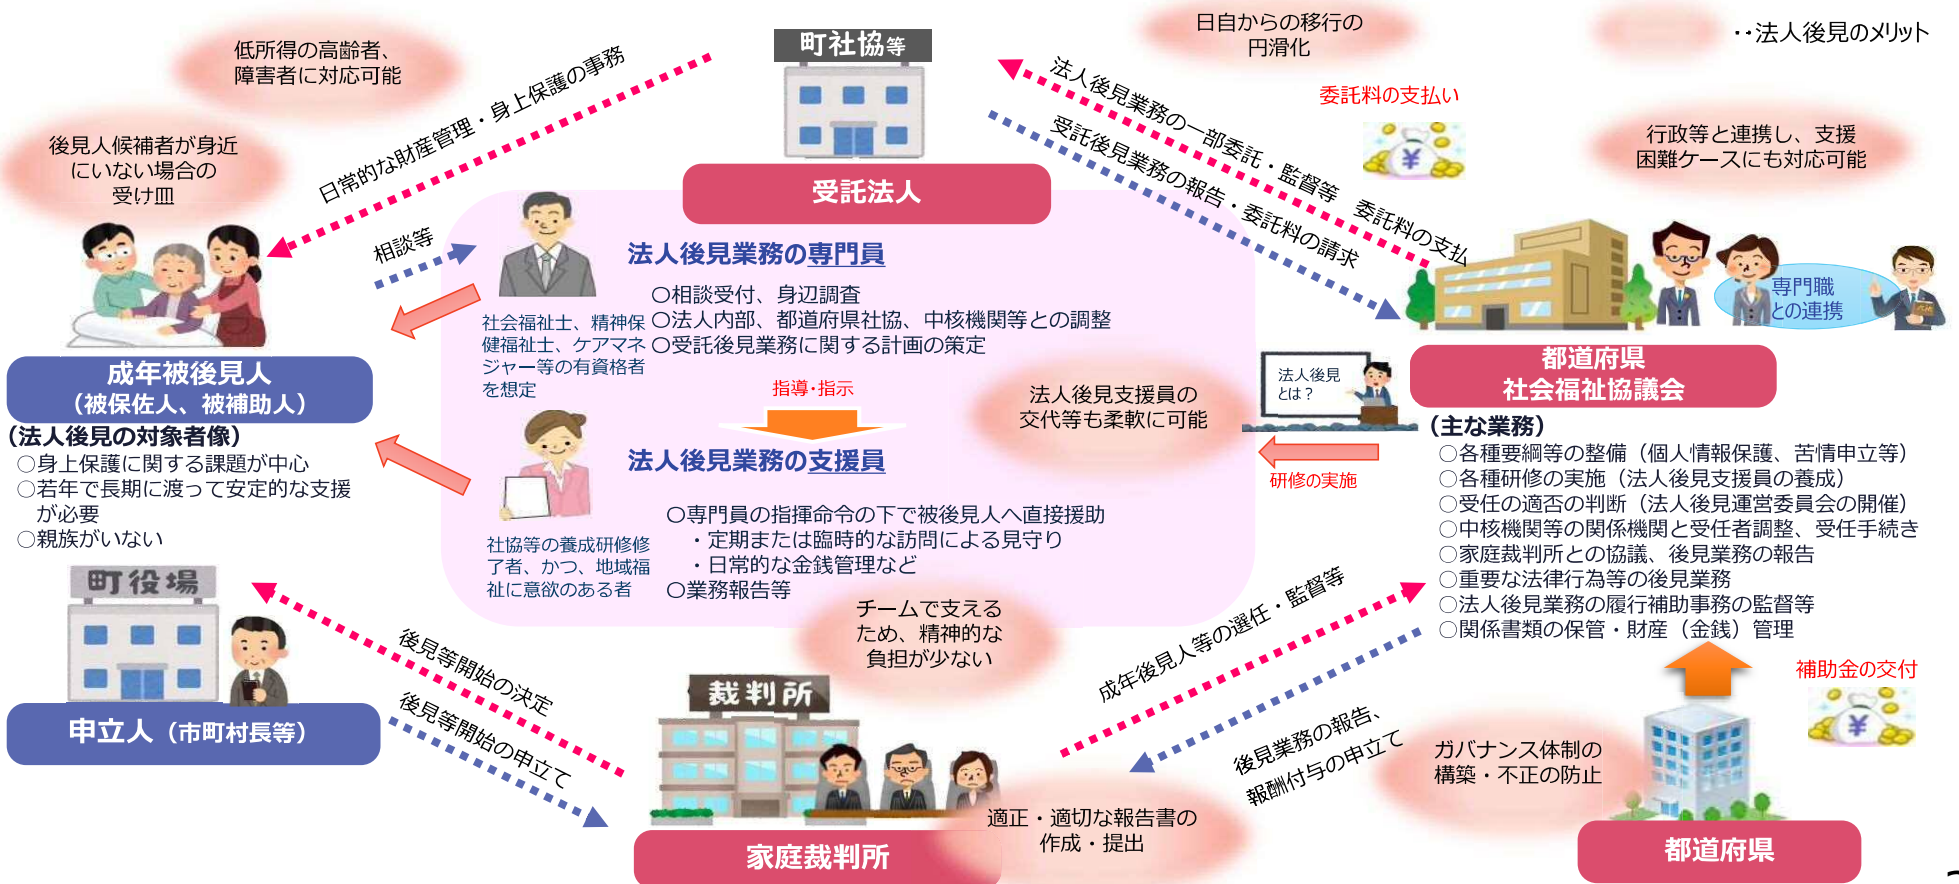 低所得の高齢者、
障害者に対応可能
町社協等
日自からの移行の
円滑化
‥法人後見のメリット
後見人候補者が身近
にいない場合の
受け皿
日常的な財産管理・身上保護の事務
法人後見業務の一部委託・監督等　委託料の支払
受託後見業務の報告・委託料の請求
委託料の支払い
行政等と連携し、支援
困難ケースにも対応可能
受託法人
相談等
法人後見業務の専門員
〇相談受付、身辺調査
〇法人内部、都道府県社協、中核機関等との調整
〇受託後見業務に関する計画の策定
社会福祉士、精神保
健福祉士、ケアマネ
ジャー等の有資格者
を想定
専門職
との連携
成年被後見人
（被保佐人、被補助人）
（法人後見の対象者像）
○身上保護に関する課題が中心
○若年で長期に渡って安定的な支援
が必要
○親族がいない
指導・指示
法人後見支援員の
交代等も柔軟に可能
法人後見
とは？
研修の実施
都道府県
社会福祉協議会
（主な業務）
○各種要綱等の整備（個人情報保護、苦情申立等）
○各種研修の実施（法人後見支援員の養成）
○受任の適否の判断（法人後見運営委員会の開催）
○中核機関等の関係機関と受任者調整、受任手続き
○家庭裁判所との協議、後見業務の報告
○重要な法律行為等の後見業務
○法人後見業務の履行補助事務の監督等
○関係書類の保管・財産（金銭）管理
法人後見業務の支援員
〇専門員の指揮命令の下で被後見人へ直接援助
・定期または臨時的な訪問による見守り
・日常的な金銭管理など
〇業務報告等
社協等の養成研修修
了者、かつ、地域福
祉に意欲のある者
チームで支える
ため、精神的な
負担が少ない
町役場
申立人（市町村長等）
後見等開始の決定
後見等開始の申立て
裁判所
家庭裁判所
成年後見人等の選任・監督等
後見業務の報告、
報酬付与の申立て
適正・適切な報告書の
作成・提出
ガバナンス体制の
構築・不正の防止
補助金の交付
都道府県